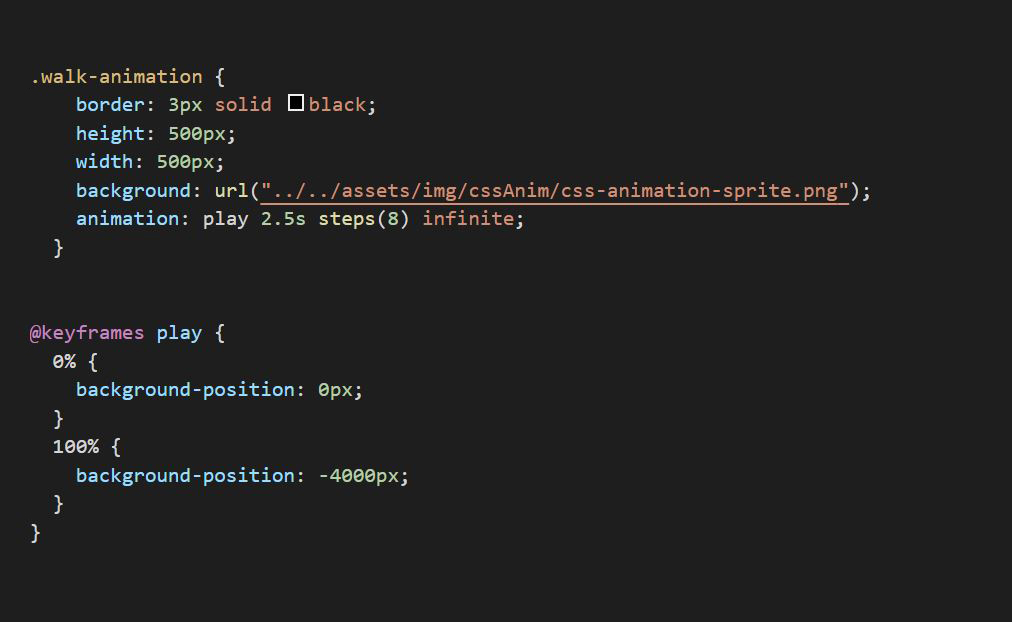 .walk-animation {
border: 3px solid black;
height: 500px;
width: 500px;
background: url("../../assets/img/cssAnim/css-animation-sprite.png");
animation: play 2.5s steps(8) infinite;
}
@keyframes play {
0% {
background-position: 0px;
}
100% {
background-position: -4000px;
}
}